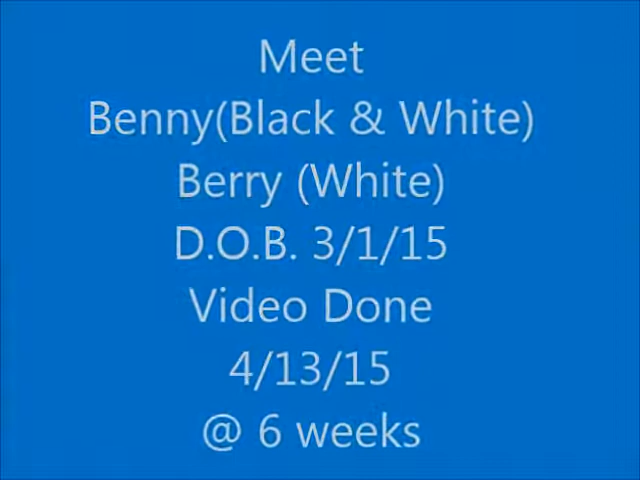 Meet
Benny(Black & White)
Berry (White)
D.O.B. 3/1/15
Video Done
4/13/15
@ 6 weeks